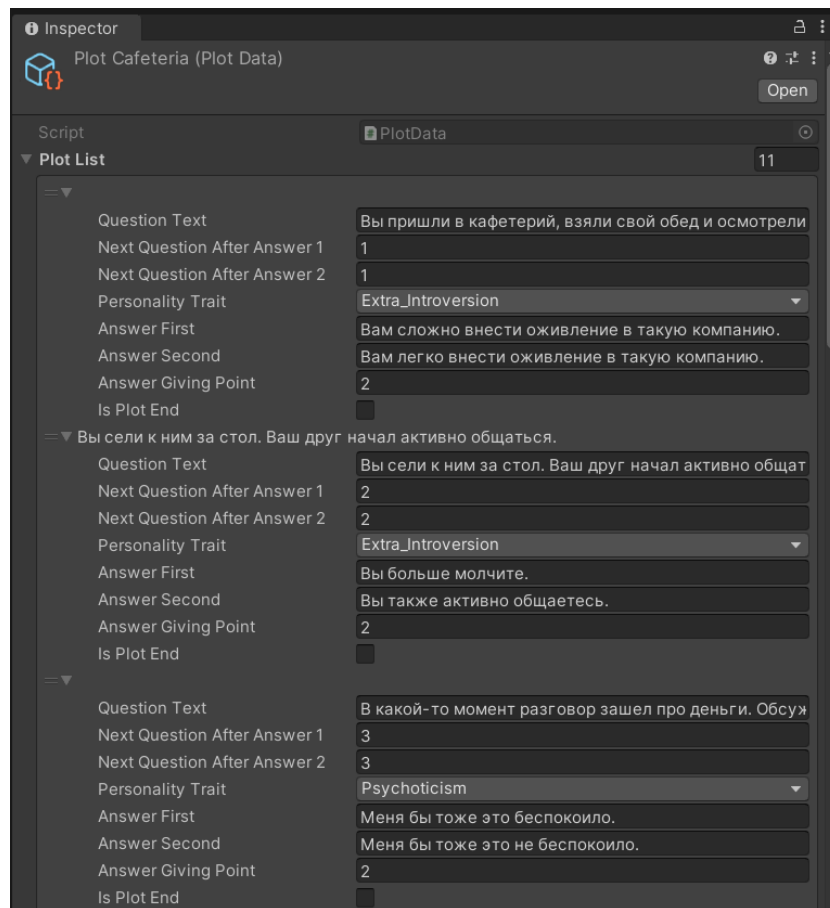 Inspector
Plot Cafeteria (Plot Data)
Open
Script PlotData
Plot List 11
Question Text Вы пришли в кафетерий, взяли свой обед и осмотрели
Next Question After Answer 1 1
Next Question After Answer 2 1
Personality Trait Extra_Introversion
Answer First Вам сложно внести оживление в такую компанию.
Answer Second Вам легко внести оживление в такую компанию.
Answer Giving Point 2
Is Plot End
Вы сели к ним за стол. Ваш друг начал активно общаться.
Question Text Вы сели к ним за стол. Ваш друг начал активно общат
Next Question After Answer 1 2
Next Question After Answer 2 2
Personality Trait Extra_Introversion
Answer First Вы больше молчите.
Answer Second Вы также активно общаетесь.
Answer Giving Point 2
Is Plot End
Question Text В какой-то момент разговор зашел про деньги. Обсуж
Next Question After Answer 1 3
Next Question After Answer 2 3
Personality Trait Psychoticism
Answer First Меня бы тоже это беспокоило.
Answer Second Меня бы тоже это не беспокоило.
Answer Giving Point 2
Is Plot End